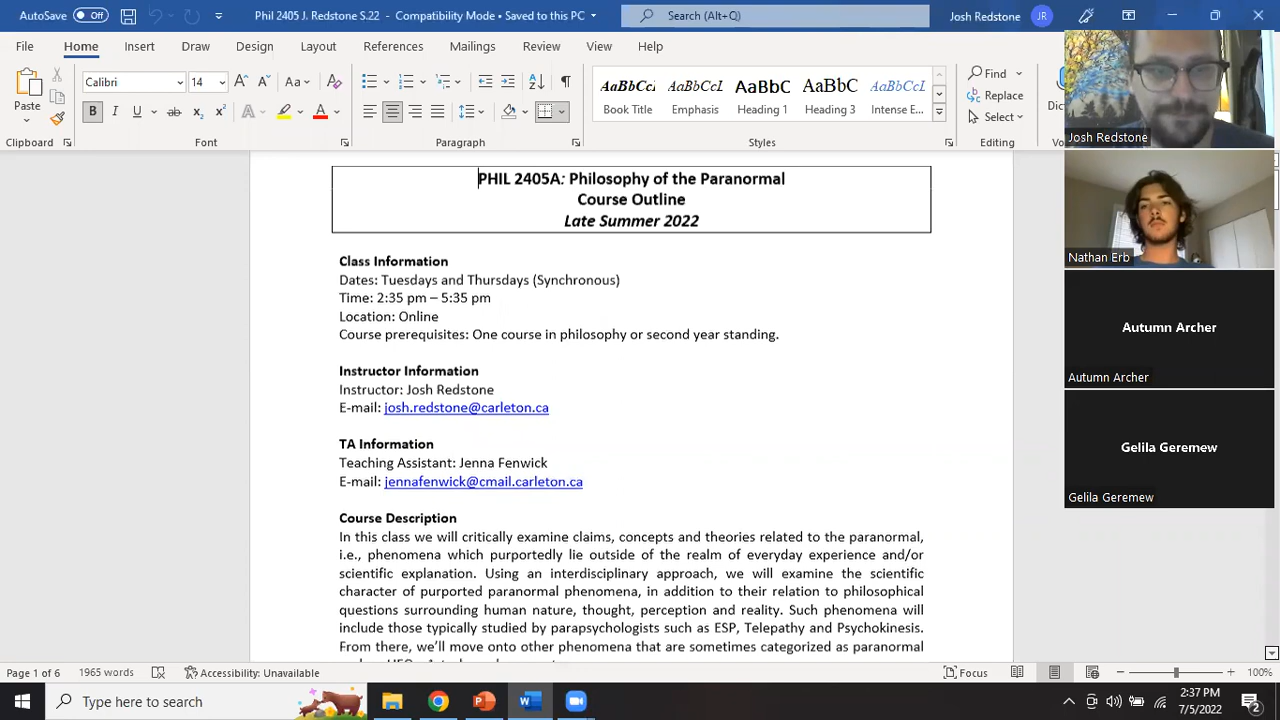 AutoSave Off
Phil 2405 J. Redstone S.22 - Compatibility Mode • Saved to this PC
Search (Alt+Q)
Josh Redstone JR
File Home Insert Draw Design Layout References Mailings Review View Help
Paste
Calibri 14 Aa
B I U ab x₂ x² A A
AaBbCcL AaBbCcL AaBbC AaBbC AaBbCcL
Book Title Emphasis Heading 1 Heading 3 Intense E...
Find
Replace
Select
Clipboard Font Paragraph Styles Editing
PHIL 2405A: Philosophy of the Paranormal
Course Outline
Late Summer 2022
Class Information
Dates: Tuesdays and Thursdays (Synchronous)
Time: 2:35 pm – 5:35 pm
Location: Online
Course prerequisites: One course in philosophy or second year standing.
Instructor Information
Instructor: Josh Redstone
E-mail: josh.redstone@carleton.ca
TA Information
Teaching Assistant: Jenna Fenwick
E-mail: jennafenwick@cmail.carleton.ca
Course Description
In this class we will critically examine claims, concepts and theories related to the paranormal,
i.e., phenomena which purportedly lie outside of the realm of everyday experience and/or
scientific explanation. Using an interdisciplinary approach, we will examine the scientific
character of purported paranormal phenomena, in addition to their relation to philosophical
questions surrounding human nature, thought, perception and reality. Such phenomena will
include those typically studied by parapsychologists such as ESP, Telepathy and Psychokinesis.
From there, we'll move onto other phenomena that are sometimes categorized as paranormal
Josh Redstone
Nathan Erb
Autumn Archer
Autumn Archer
Gelila Geremew
Gelila Geremew
Page 1 of 6 1965 words Accessibility: Unavailable Focus 100%
Type here to search
2:37 PM
7/5/2022
2